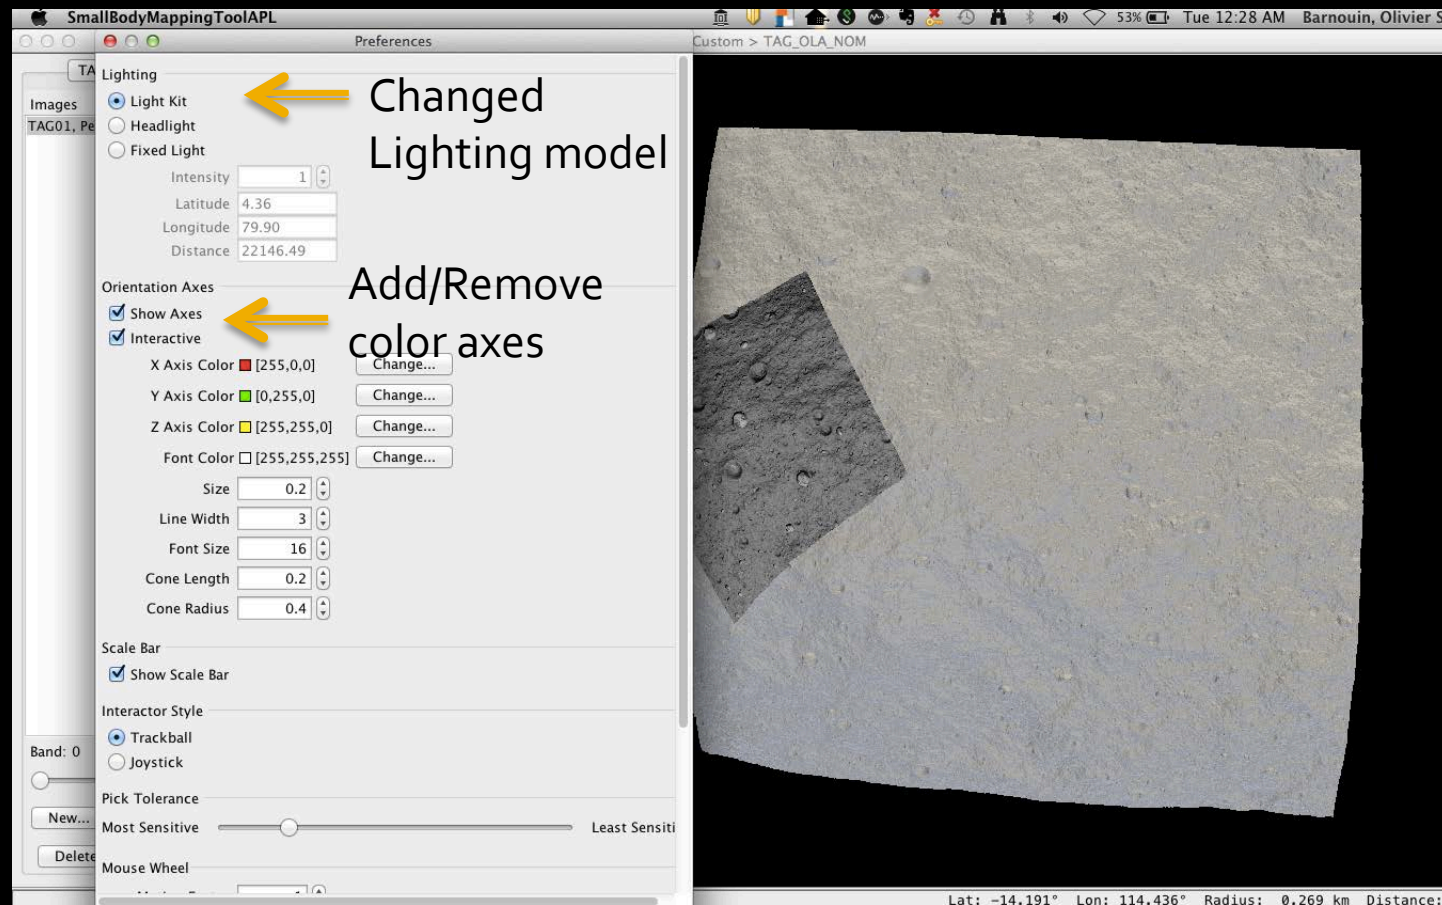 SmallBodyMappingToolAPL
53%
Tue 12:28 AM Barnouin, Olivier S
Preferences
Custom > TAG_OLA_NOM
TA
Images
TAG01, Pe
Lighting
Light Kit
Headlight
Fixed Light
Intensity 1
Latitude 4.36
Longitude 79.90
Distance 22146.49
Changed
Lighting model
Orientation Axes
Show Axes
Interactive
Add/Remove
color axes
X Axis Color [255,0,0] Change...
Y Axis Color [0,255,0] Change...
Z Axis Color [255,255,0] Change...
Font Color [255,255,255] Change...
Size 0.2
Line Width 3
Font Size 16
Cone Length 0.2
Cone Radius 0.4
Scale Bar
Show Scale Bar
Interactor Style
Trackball
Joystick
Band: 0
Pick Tolerance
Most Sensitive Least Sensiti
New...
Delete
Mouse Wheel
Lat: -14.191° Lon: 114.436° Radius: 0.269 km Distance: